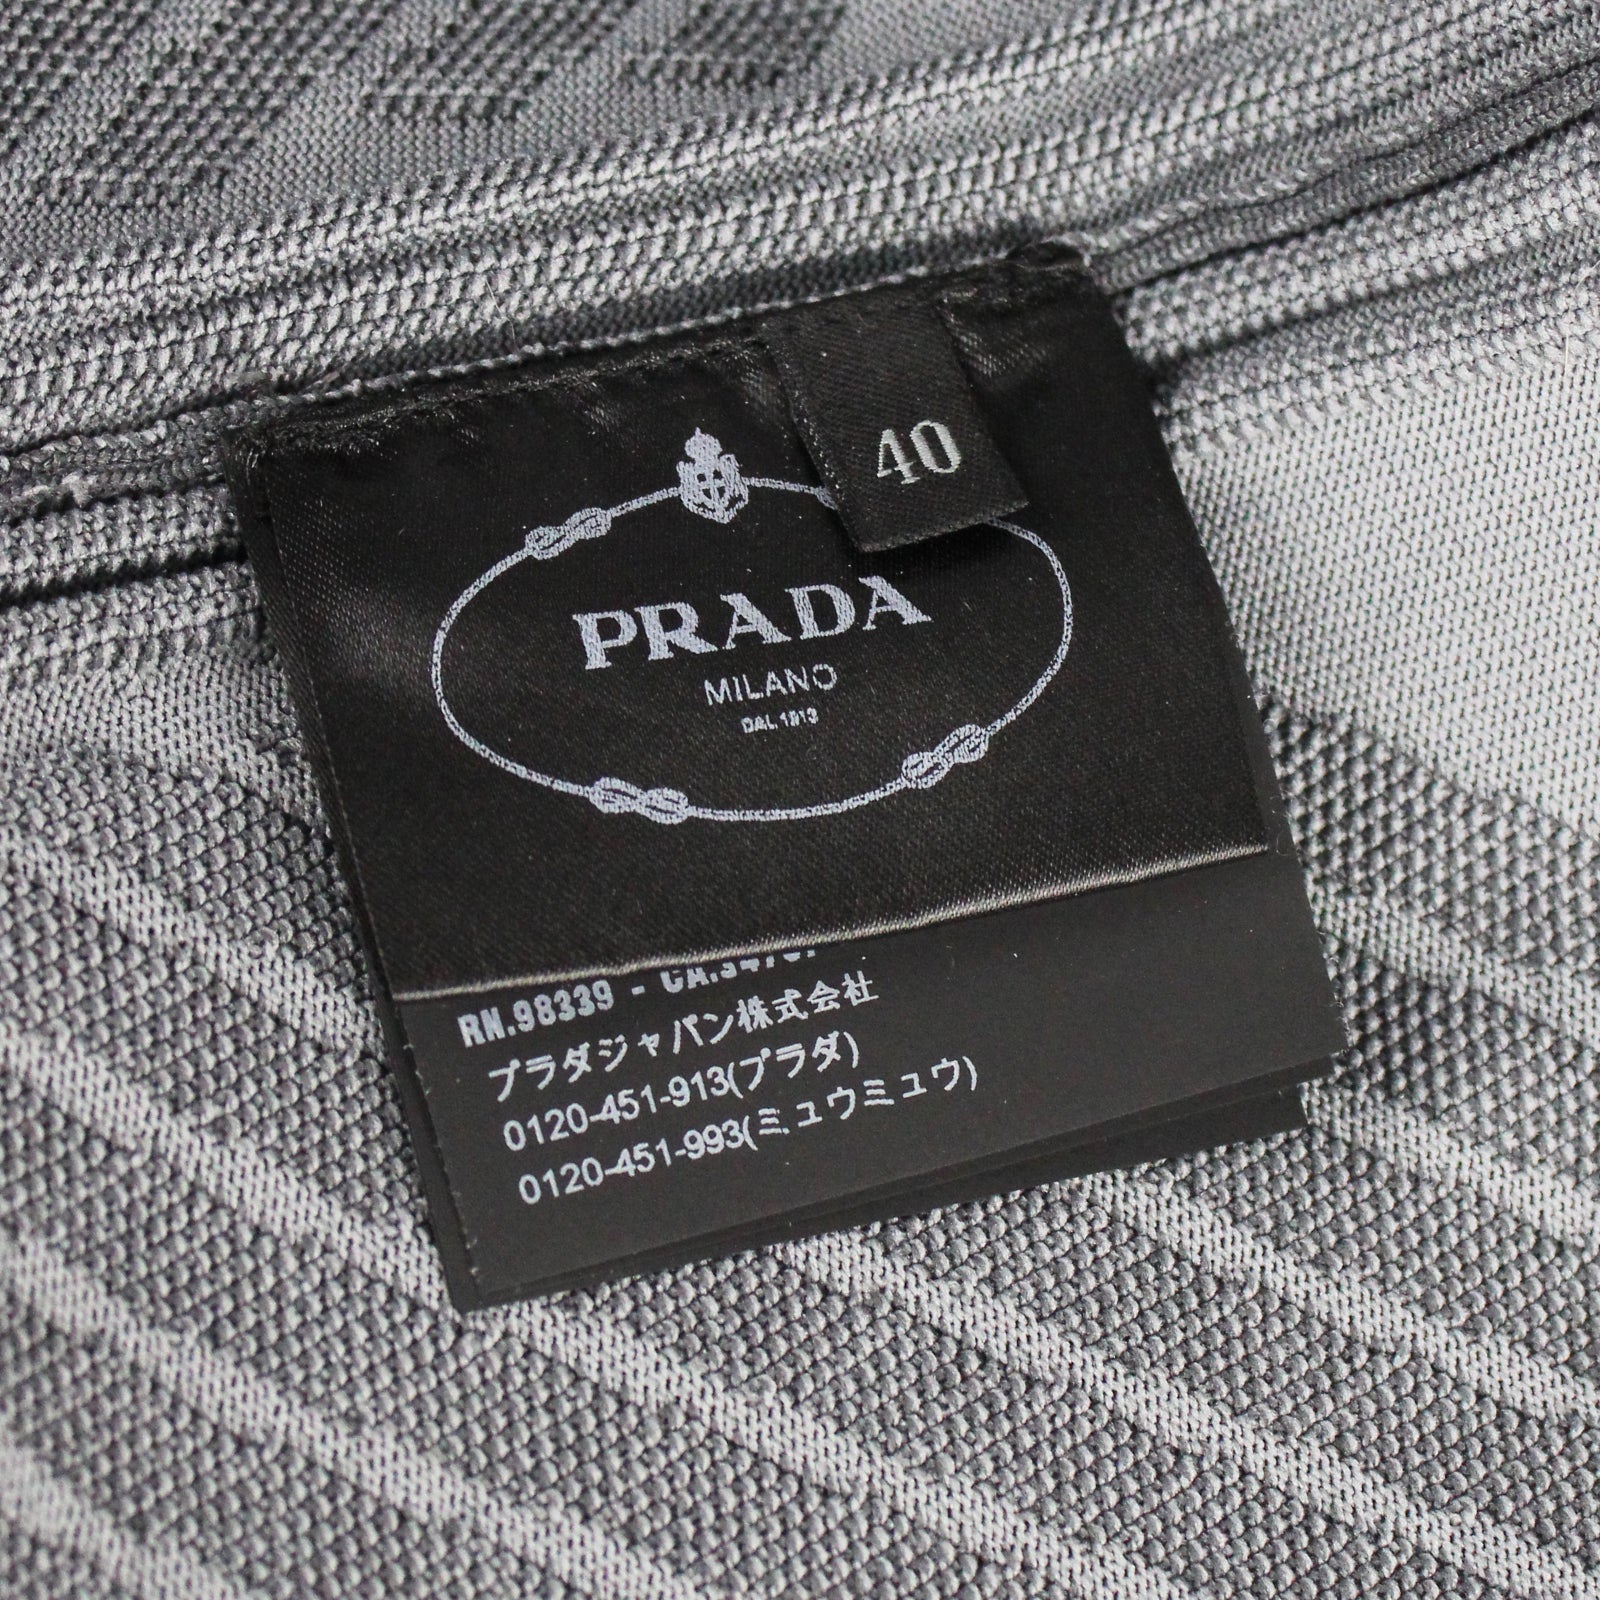 40
PRADA
MILANO
DAL 1913
RN.98339 - CA.
プラダジャパン株式会社
0120-451-913(プラダ)
0120-451-993(ミュウミュウ)